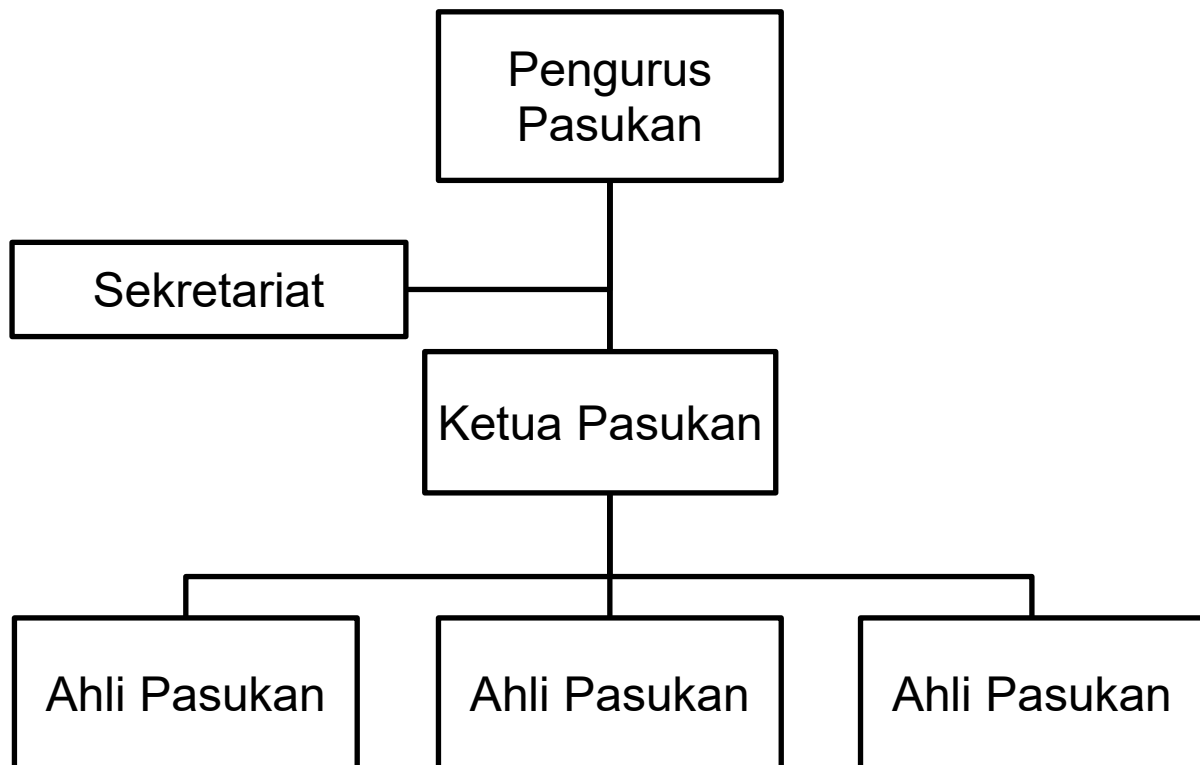 Pengurus
Pasukan
Sekretariat
Ketua Pasukan
Ahli Pasukan
Ahli Pasukan
Ahli Pasukan